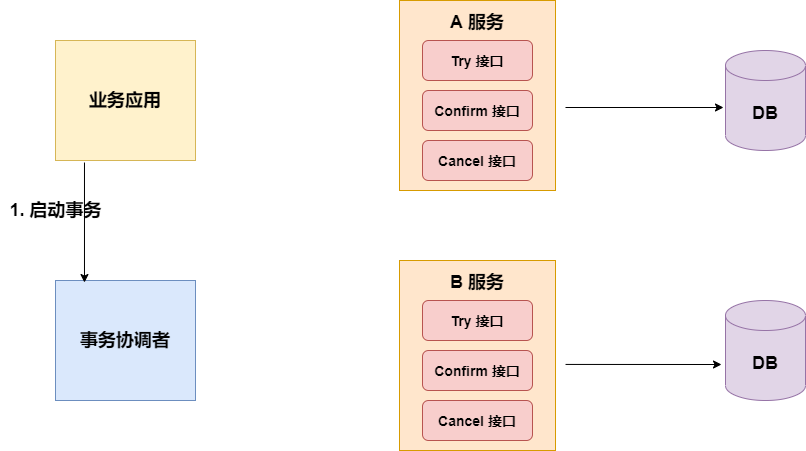 业务应用
1. 启动事务
事务协调者
A 服务
Try 接口
Confirm 接口
Cancel 接口
DB
B 服务
Try 接口
Confirm 接口
Cancel 接口
DB